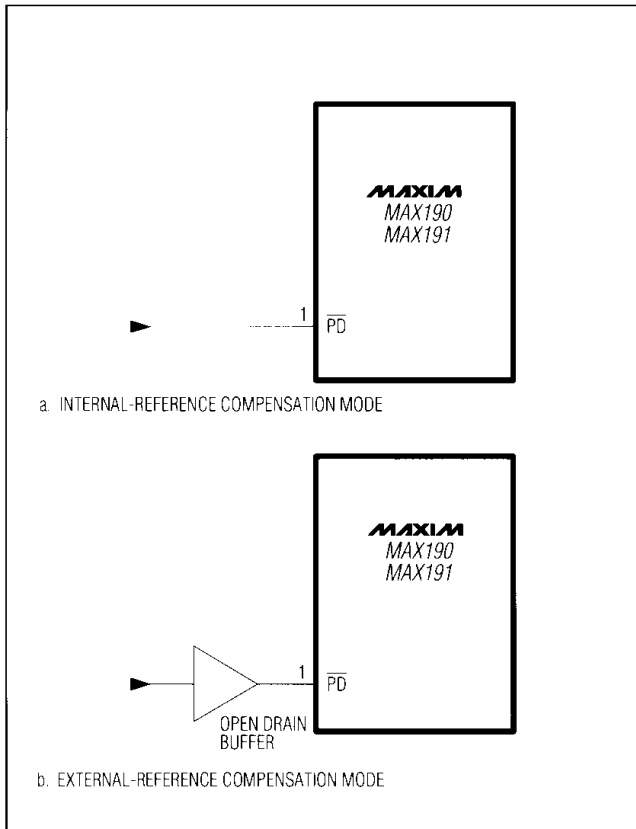 MAXIM
MAX190
MAX191
1
PD
a. INTERNAL-REFERENCE COMPENSATION MODE
MAXIM
MAX190
MAX191
1
PD
OPEN DRAIN
BUFFER
b. EXTERNAL-REFERENCE COMPENSATION MODE